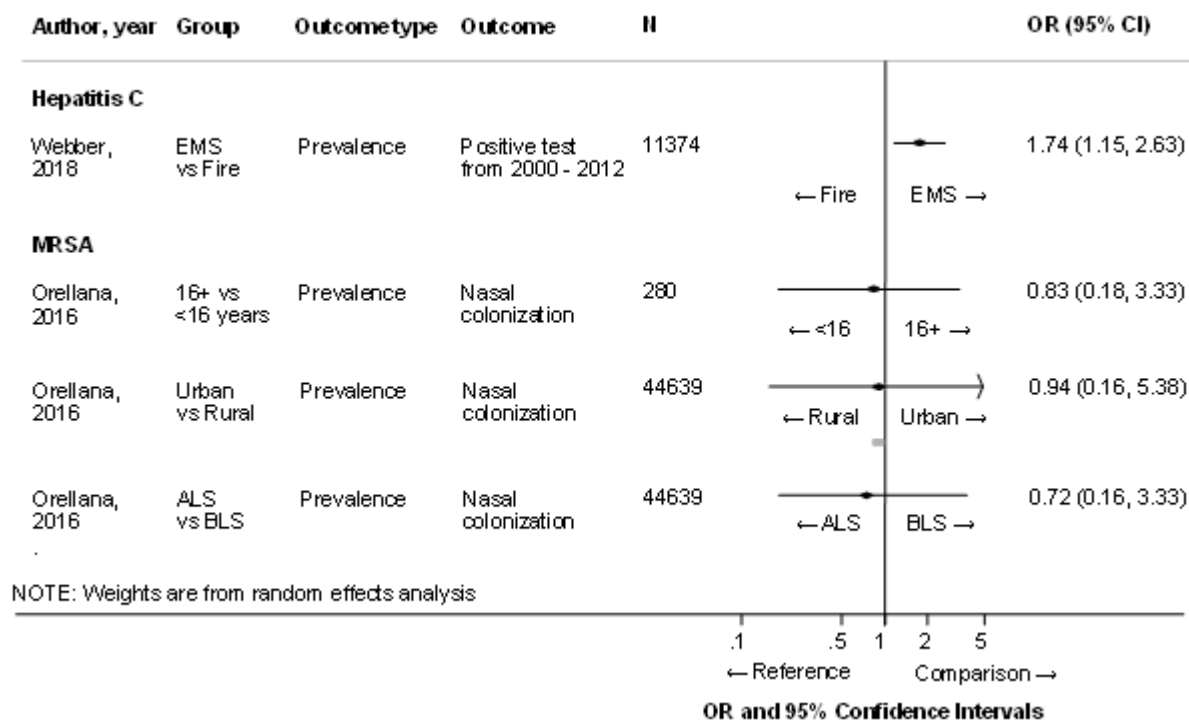 Author, year Group Outcome type Outcome N OR (95% CI)
Hepatitis C
Webber, EMS Prevalence Positive test 11374 1.74 (1.15, 2.63)
2018 vs Fire from 2000 - 2012
← Fire EMS →
MRSA
Orellana, 16+ vs Prevalence Nasal 280 0.83 (0.18, 3.33)
2016 <16 years colonization
← <16 16+ →
Orellana, Urban Prevalence Nasal 44639 0.94 (0.16, 5.38)
2016 vs Rural colonization
← Rural Urban →
Orellana, ALS Prevalence Nasal 44639 0.72 (0.16, 3.33)
2016 vs BLS colonization
← ALS BLS →
.
NOTE: Weights are from random effects analysis
.1 .5 1 2 5
← Reference Comparison →
OR and 95% Confidence Intervals